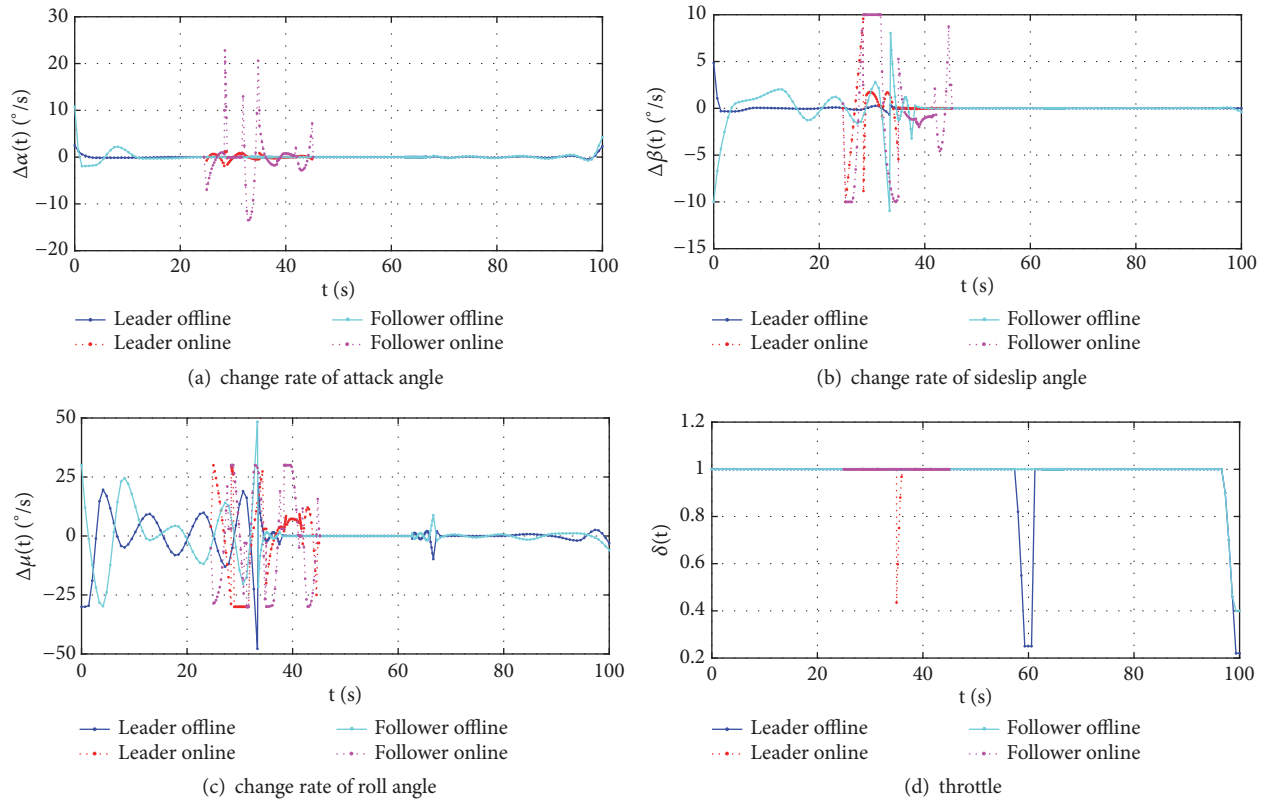 30
20
10
0
−10
−20
Δα(t) (°/s)
0
20
40
60
80
100
t (s)
Leader offline
Leader online
Follower offline
Follower online
(a) change rate of attack angle
10
5
0
−5
−10
−15
Δβ(t) (°/s)
0
20
40
60
80
100
t (s)
Leader offline
Leader online
Follower offline
Follower online
(b) change rate of sideslip angle
50
25
0
−25
−50
Δμ(t) (°/s)
0
20
40
60
80
100
t (s)
Leader offline
Leader online
Follower offline
Follower online
(c) change rate of roll angle
1.2
1
0.8
0.6
0.4
0.2
δ(t)
0
20
40
60
80
100
t (s)
Leader offline
Leader online
Follower offline
Follower online
(d) throttle